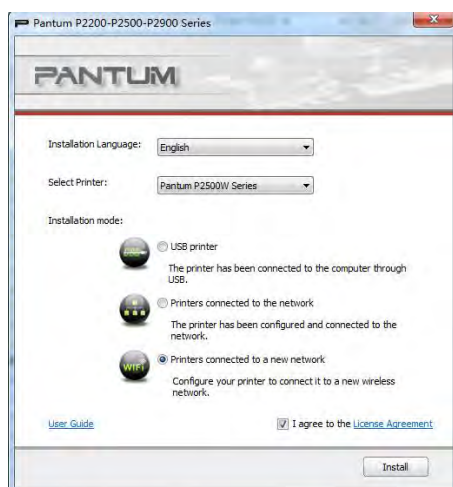 Pantum P2200-P2500-P2900 Series
PANTUM
Installation Language:
English
Select Printer:
Pantum P2500W Series
Installation mode:
USB printer
The printer has been connected to the computer through
USB.
Printers connected to the network
The printer has been configured and connected to the
network.
WiFi
Printers connected to a new network
Configure your printer to connect it to a new wireless
network.
User Guide
I agree to the License Agreement
Install